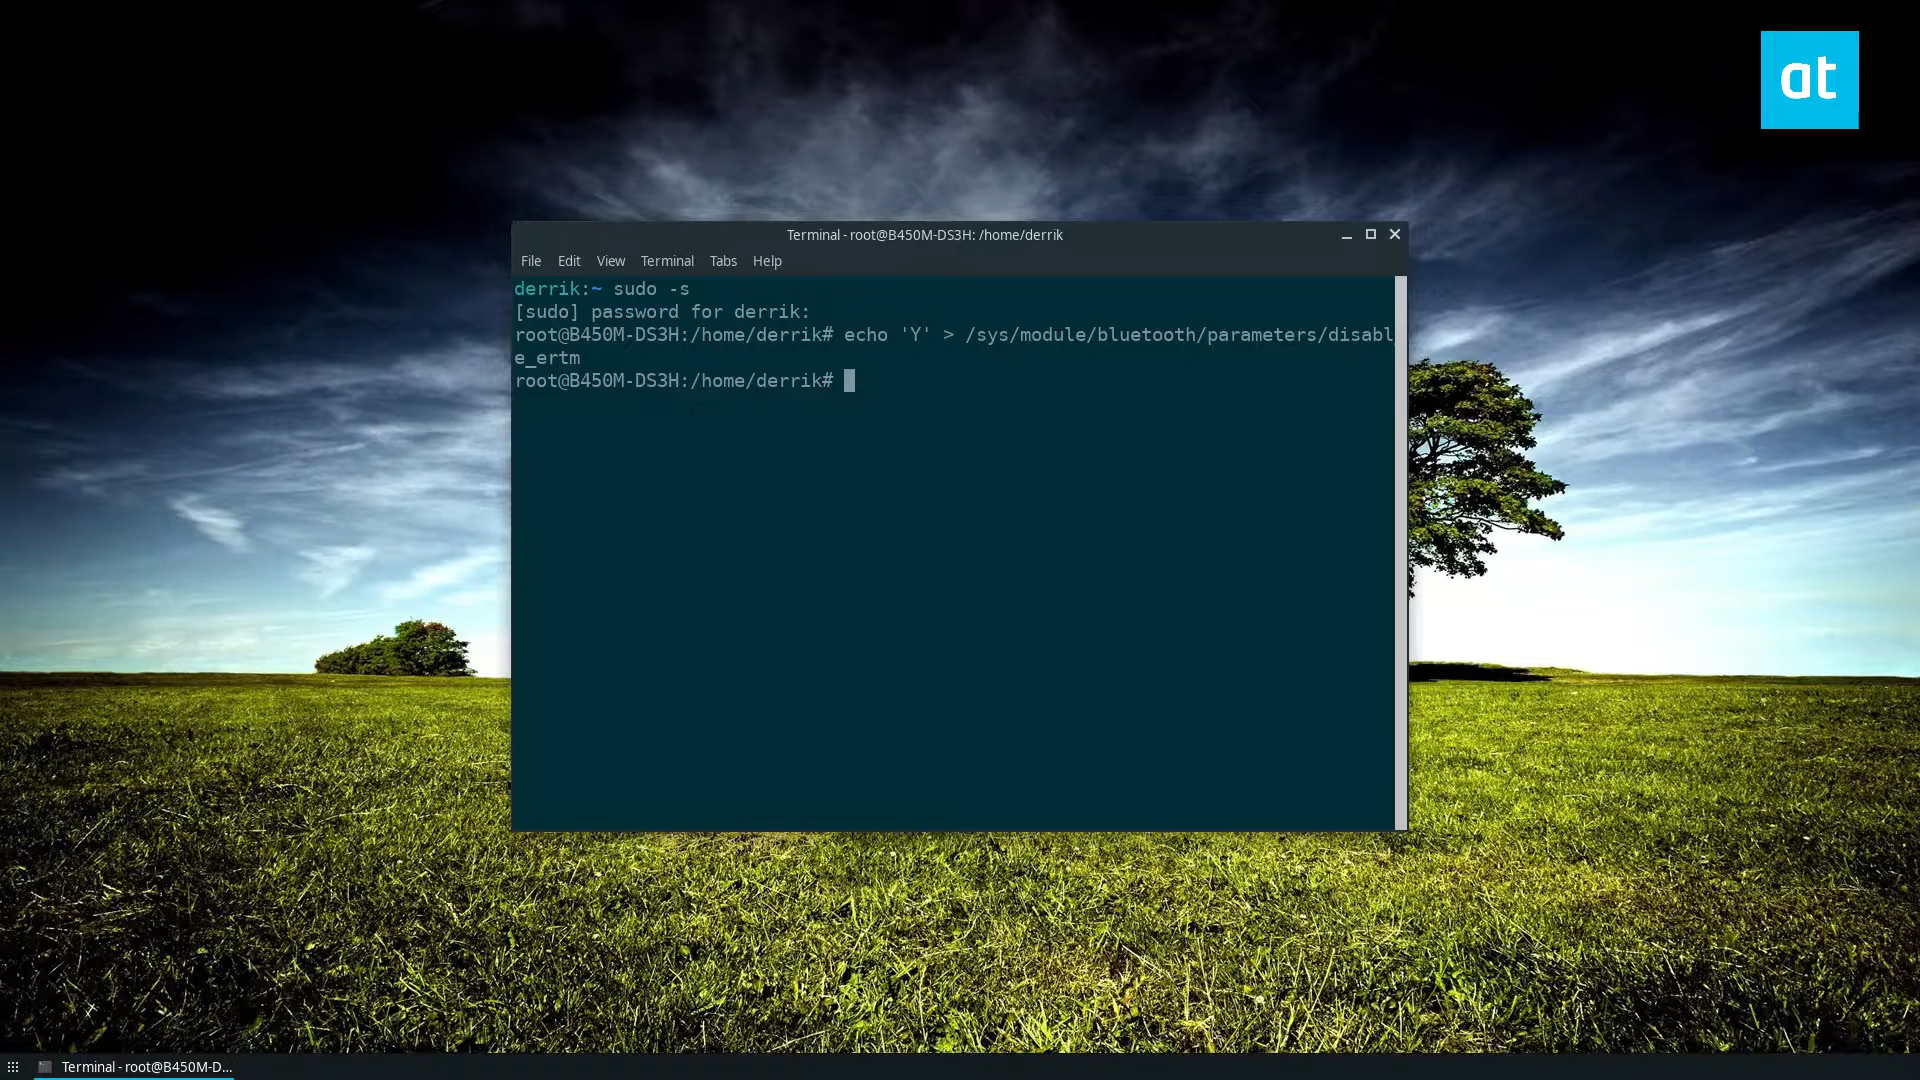 at
Terminal - root@B450M-DS3H: /home/derrik
File Edit View Terminal Tabs Help
derrik:~ sudo -s
[sudo] password for derrik:
root@B450M-DS3H:/home/derrik# echo 'Y' > /sys/module/bluetooth/parameters/disabl
e_ertm
root@B450M-DS3H:/home/derrik#
Terminal - root@B450M-D...